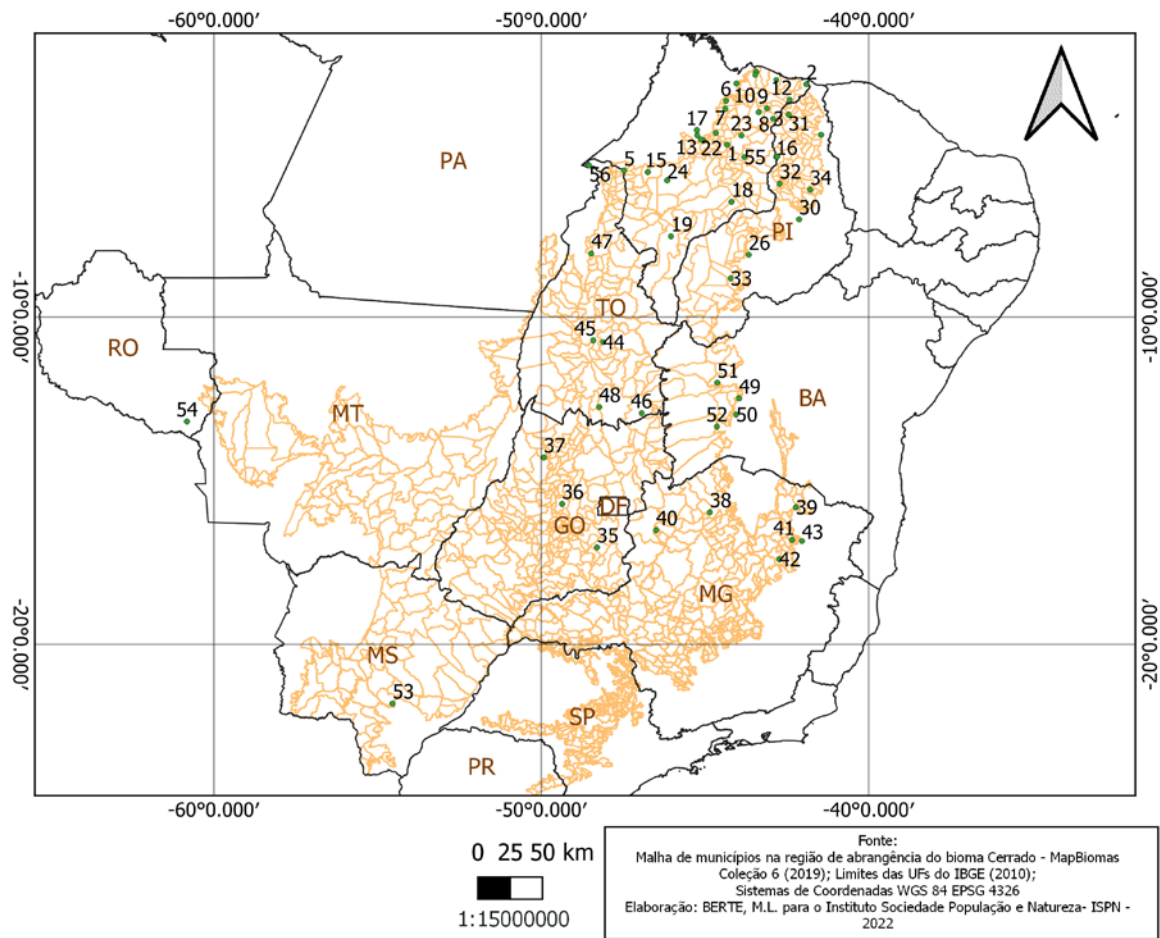 -60°0.000′ -50°0.000′ -40°0.000′
2
6 10 9 12
17 7 23 8 3 31
13 22 1 55 16
56 5 15 24 32 34
PA
18 30
19 PI
47 26
33
TO
-10°0.000′ -10°0.000′
45 44
RO
51
48 46 49
54 MT 52 50 BA
37
36 DF 38 39
GO 40 41 43
35 42
MG
-20°0.000′ -20°0.000′
MS
53
SP
PR
-60°0.000′ -50°0.000′ -40°0.000′
0 25 50 km
1:15000000
Fonte:
Malha de municípios na região de abrangência do bioma Cerrado - MapBiomas
Coleção 6 (2019); Limites das UFs do IBGE (2010);
Sistemas de Coordenadas WGS 84 EPSG 4326
Elaboração: BERTE, M.L. para o Instituto Sociedade População e Natureza- ISPN -
2022